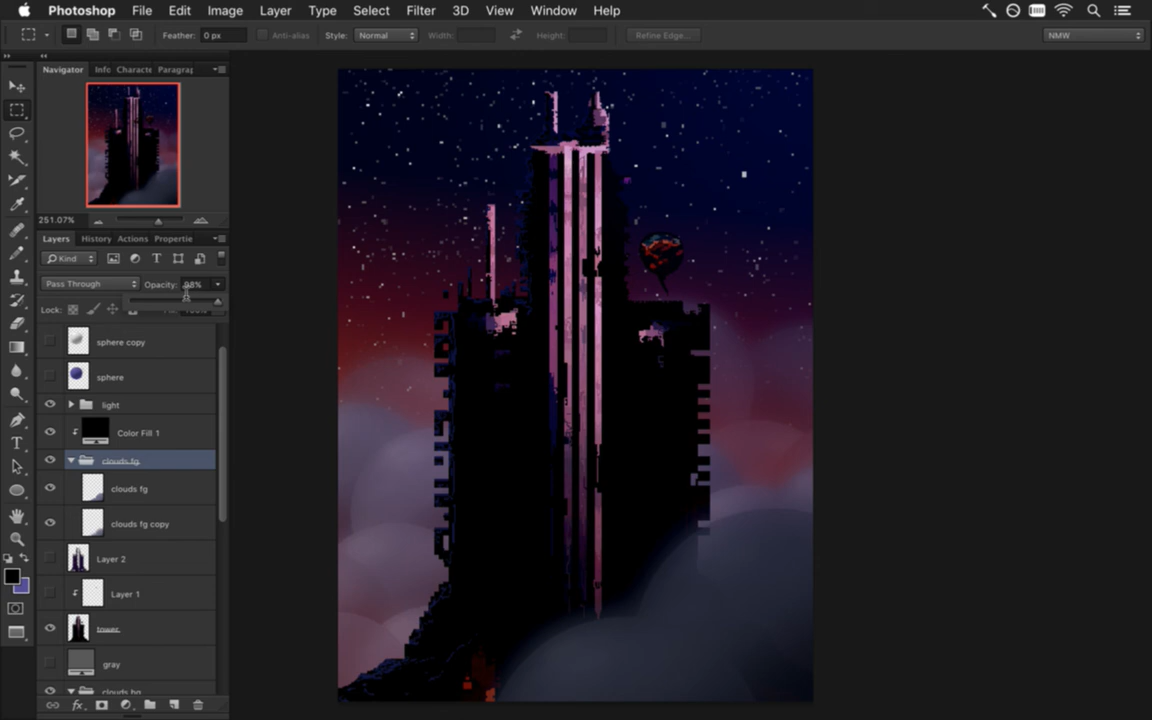 Photoshop File Edit Image Layer Type Select Filter 3D View Window Help
Feather: 0 px Anti-alias Style: Normal Width: Height: Refine Edge... NMW
Navigator Info Characte Paragra
251.07%
Layers History Actions Propertie
Kind
Pass Through Opacity: 98%
Lock:
sphere copy
sphere
light
Color Fill 1
clouds fg
clouds fg
clouds fg copy
Layer 2
Layer 1
tower
gray
clouds bg